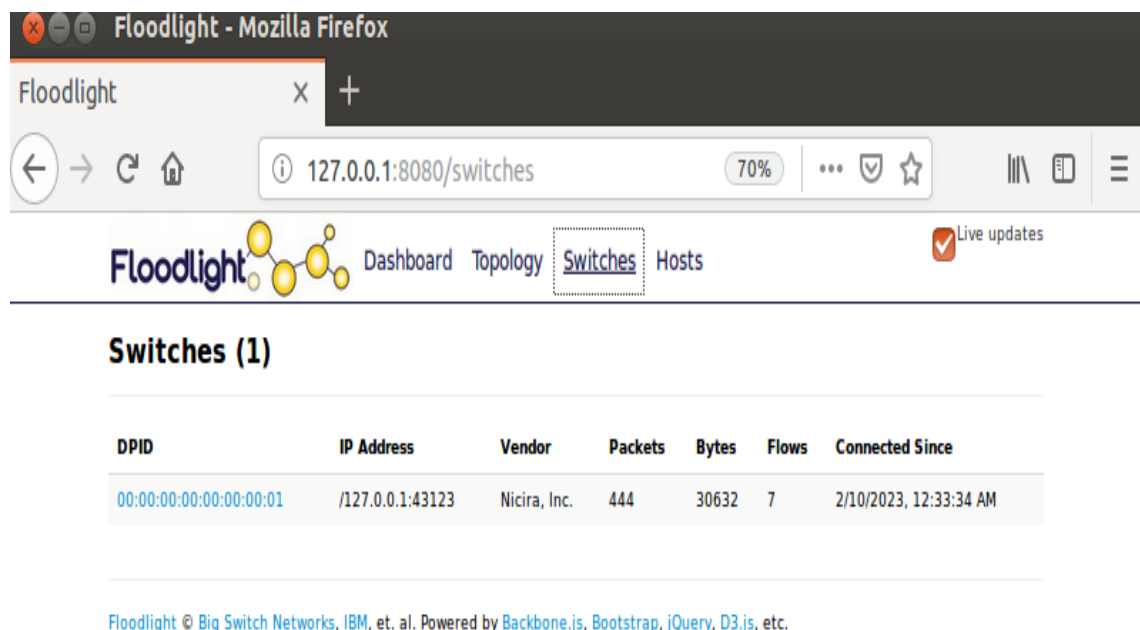 Floodlight - Mozilla Firefox
Floodlight
127.0.0.1:8080/switches 70%
Floodlight Dashboard Topology Switches Hosts Live updates
Switches (1)
DPID IP Address Vendor Packets Bytes Flows Connected Since
00:00:00:00:00:00:00:01 /127.0.0.1:43123 Nicira, Inc. 444 30632 7 2/10/2023, 12:33:34 AM
Floodlight © Big Switch Networks, IBM, et. al. Powered by Backbone.js, Bootstrap, jQuery, D3.js, etc.